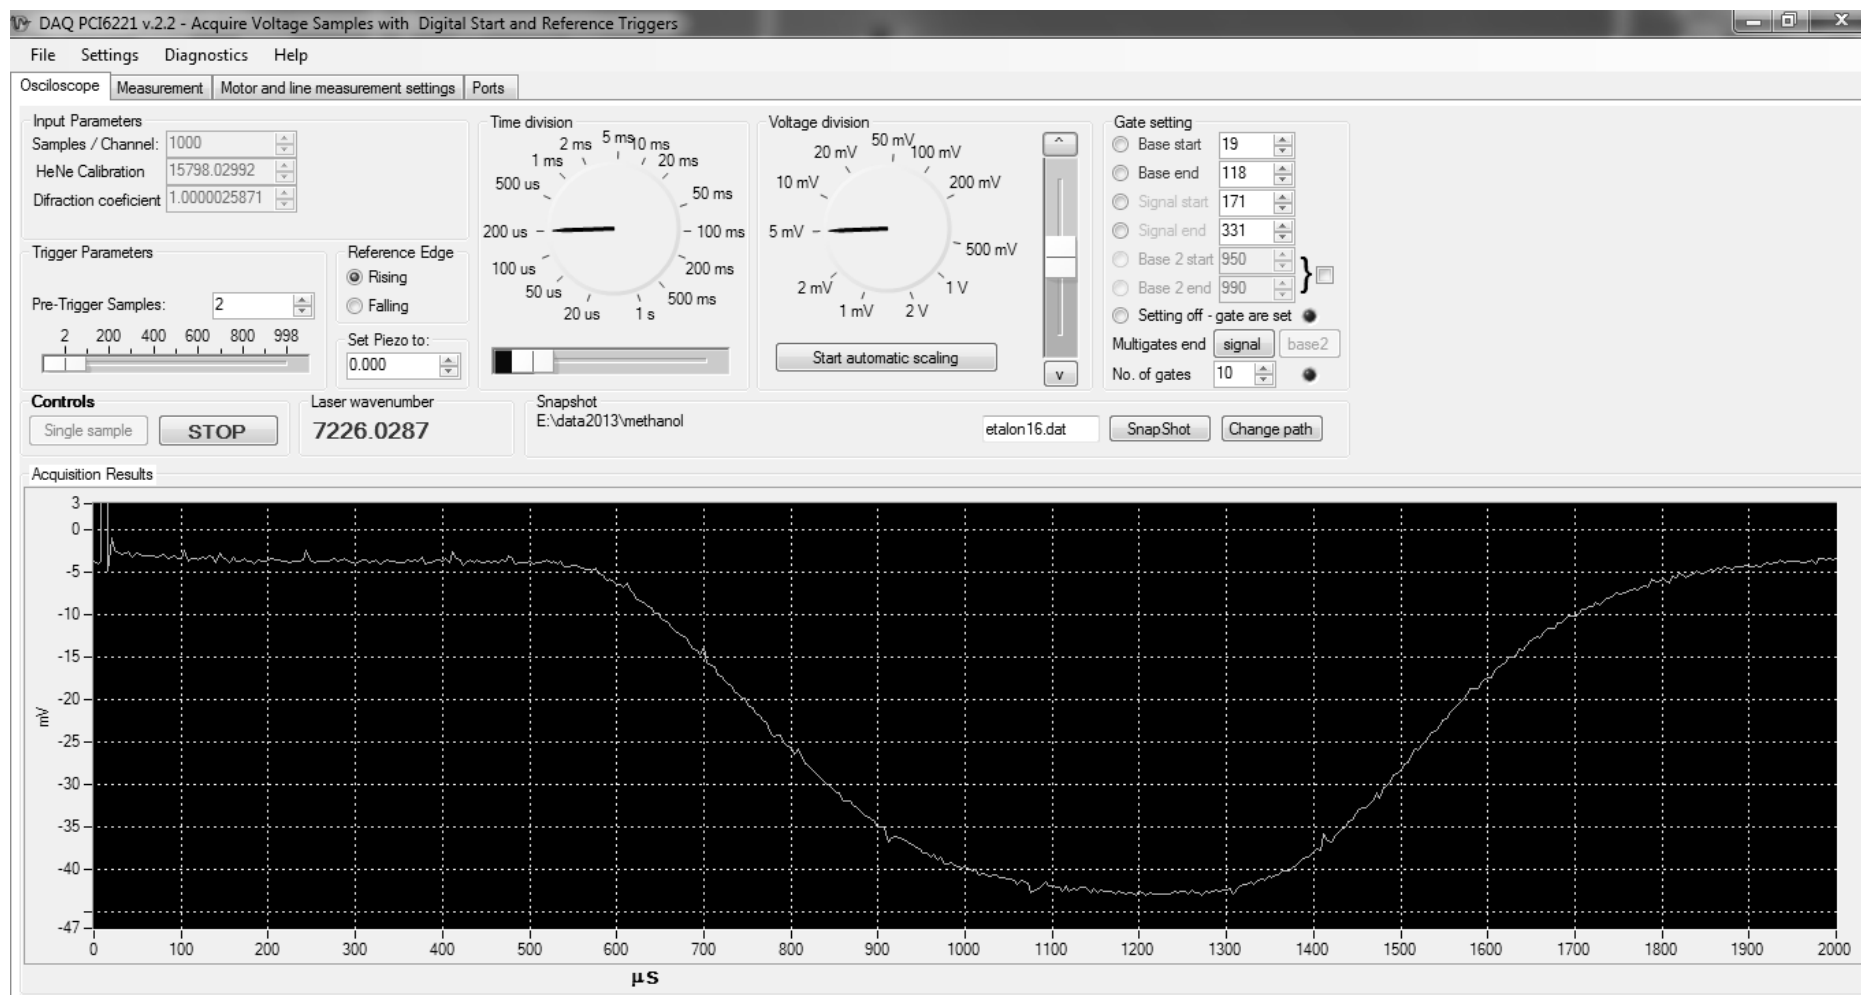 DAQ PCI6221 v.2.2 - Acquire Voltage Samples with Digital Start and Reference Triggers
File Settings Diagnostics Help
Osciloscope Measurement Motor and line measurement settings Ports
Input Parameters
Samples / Channel: 1000
HeNe Calibration 15798.02992
Difraction coeficient 1.0000025871
Trigger Parameters
Pre-Trigger Samples: 2
2 200 400 600 800 998
Reference Edge
Rising
Falling
Set Piezo to:
0.000
Time division
20 us
50 us
100 us
200 us
500 us
1 ms
2 ms
5 ms
10 ms
20 ms
50 ms
100 ms
200 ms
500 ms
1 s
Voltage division
1 mV
2 mV
5 mV
10 mV
20 mV
50 mV
100 mV
200 mV
500 mV
1 V
2 V
Start automatic scaling
^
v
Gate setting
Base start 19
Base end 118
Signal start 171
Signal end 331
Base 2 start 950
Base 2 end 990
}
Setting off - gate are set
Multigates end signal base2
No. of gates 10
Controls
Single sample STOP
Laser wavenumber
7226.0287
Snapshot
E:\data2013\methanol
etalon16.dat SnapShot Change path
Acquisition Results
3
0
-5
-10
-15
-20
-25
-30
-35
-40
-47
mV
0 100 200 300 400 500 600 700 800 900 1000 1100 1200 1300 1400 1500 1600 1700 1800 1900 2000
µS